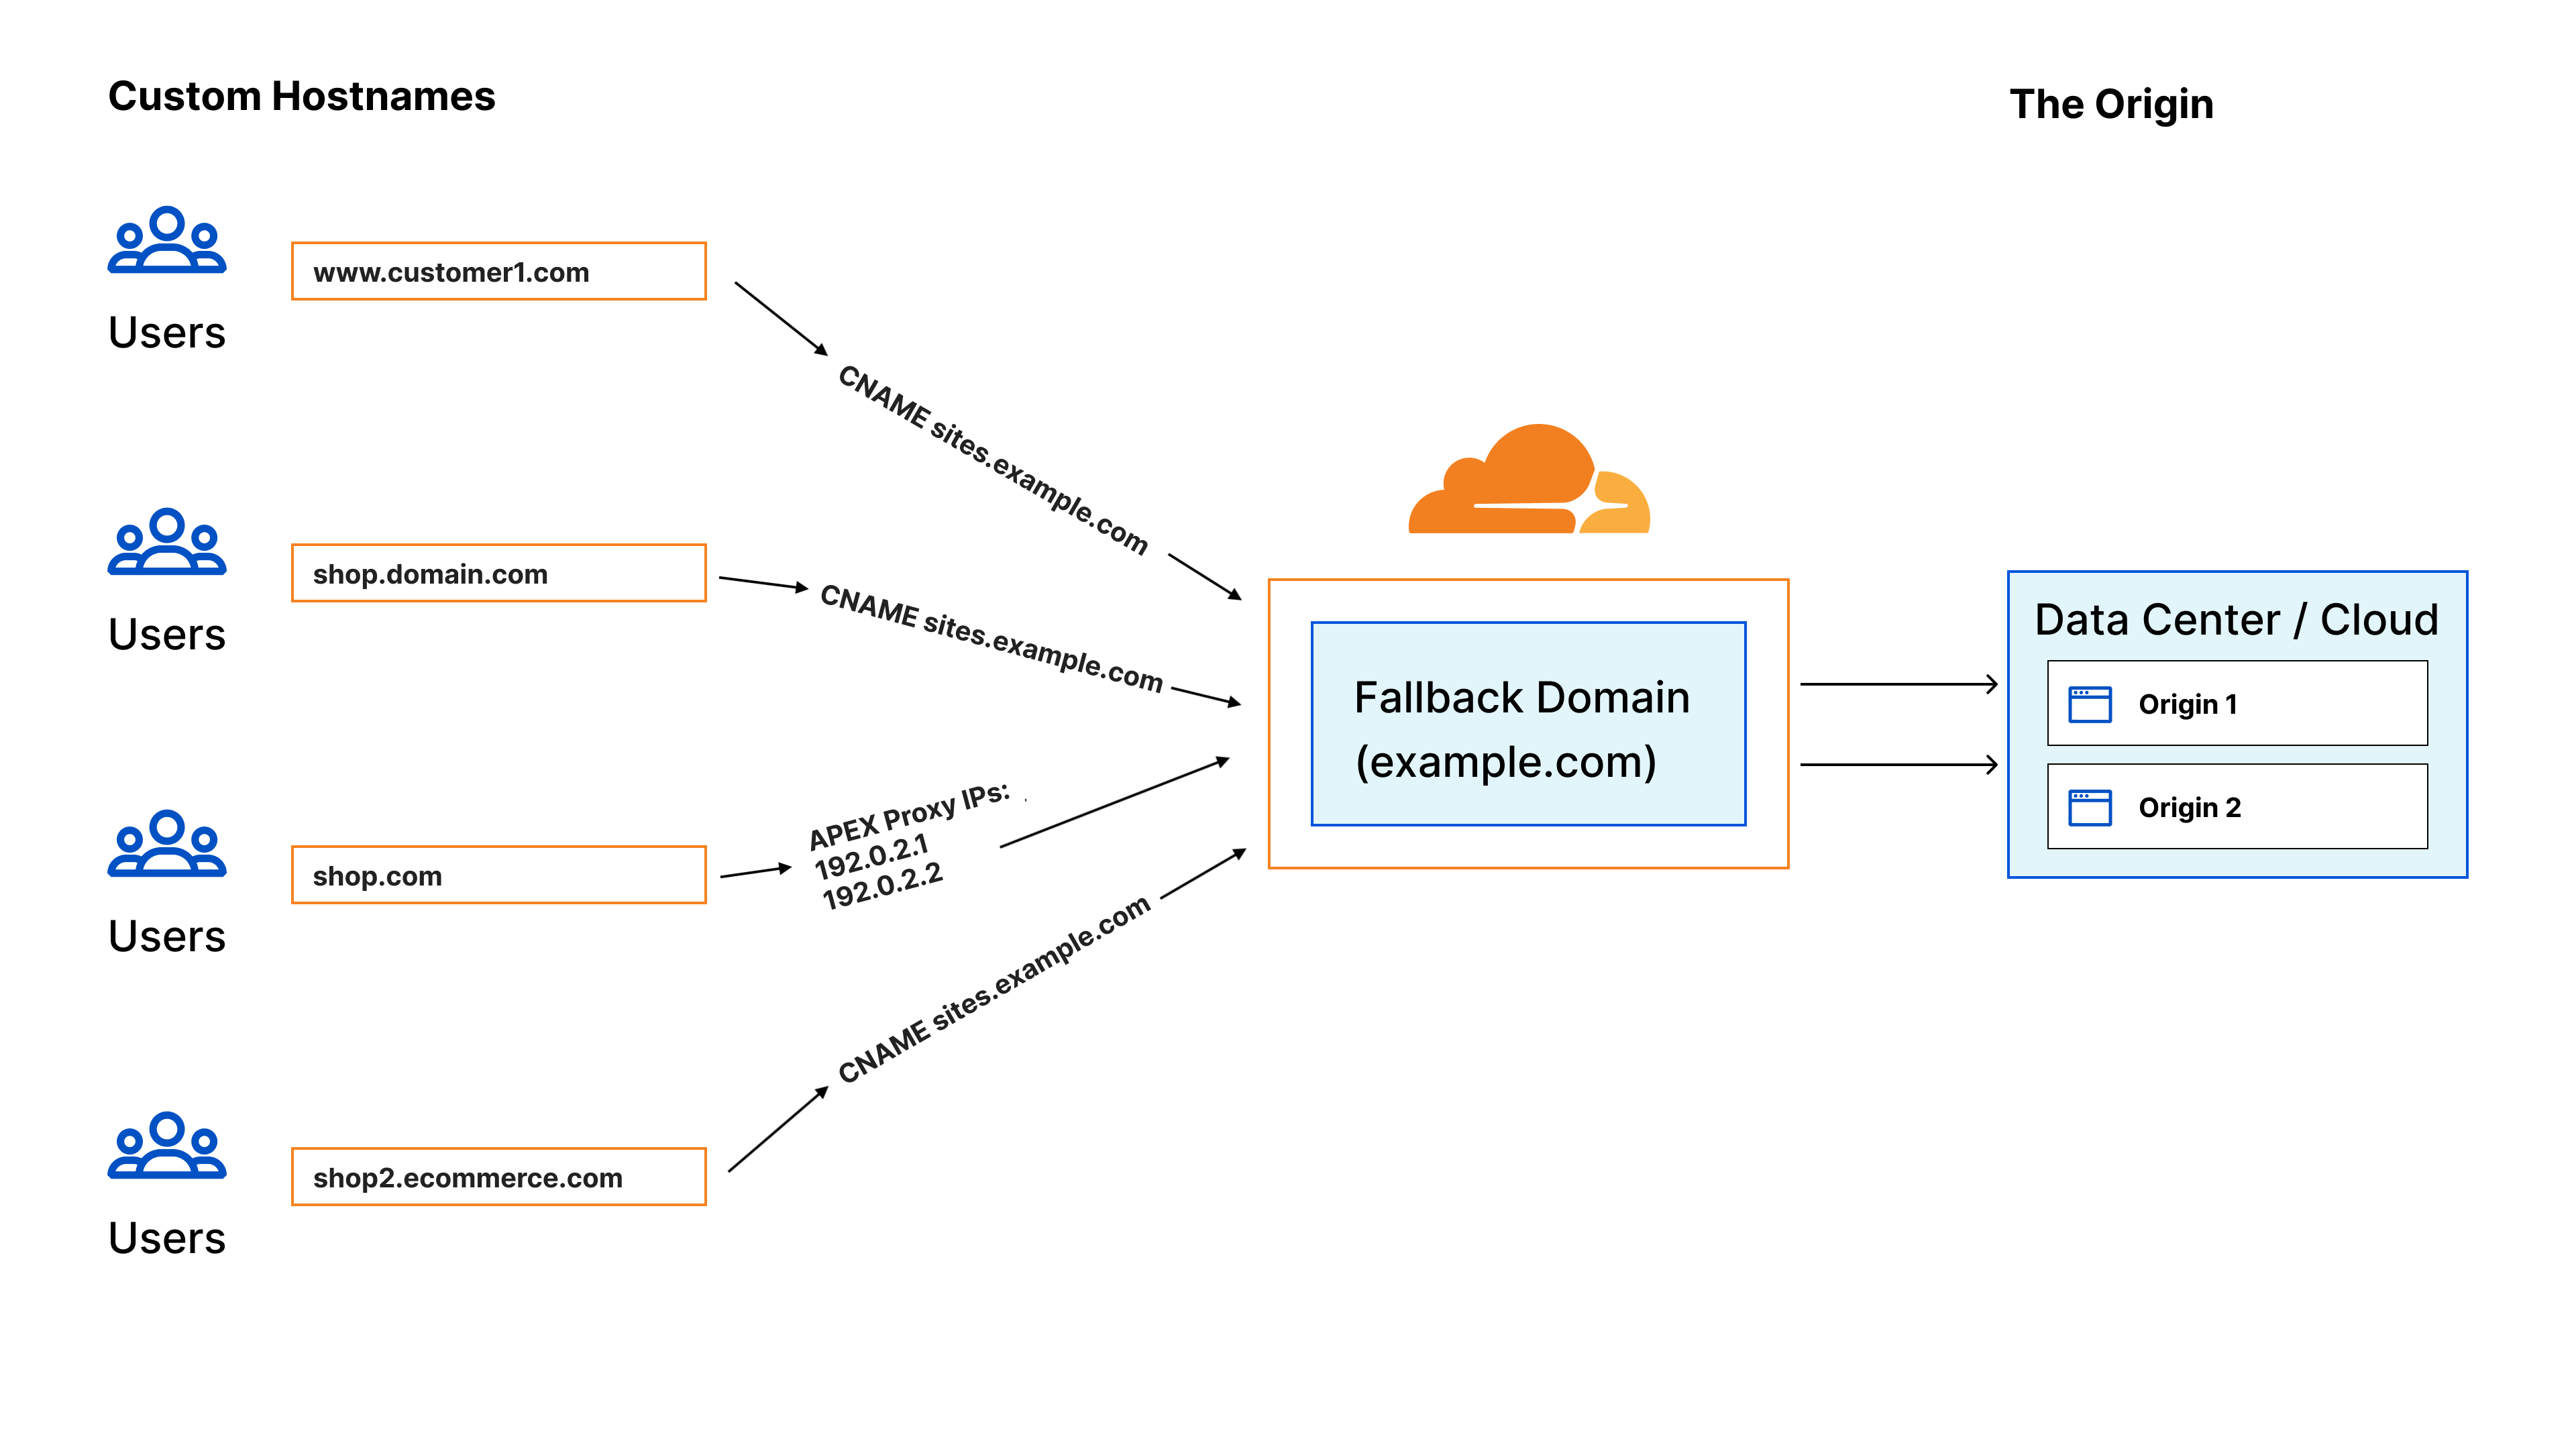 Custom Hostnames
The Origin
Users
www.customer1.com
CNAME sites.example.com
Users
shop.domain.com
CNAME sites.example.com
Users
shop.com
APEX Proxy IPs:
192.0.2.1
192.0.2.2
Users
shop2.ecommerce.com
CNAME sites.example.com
Fallback Domain
(example.com)
Data Center / Cloud
Origin 1
Origin 2